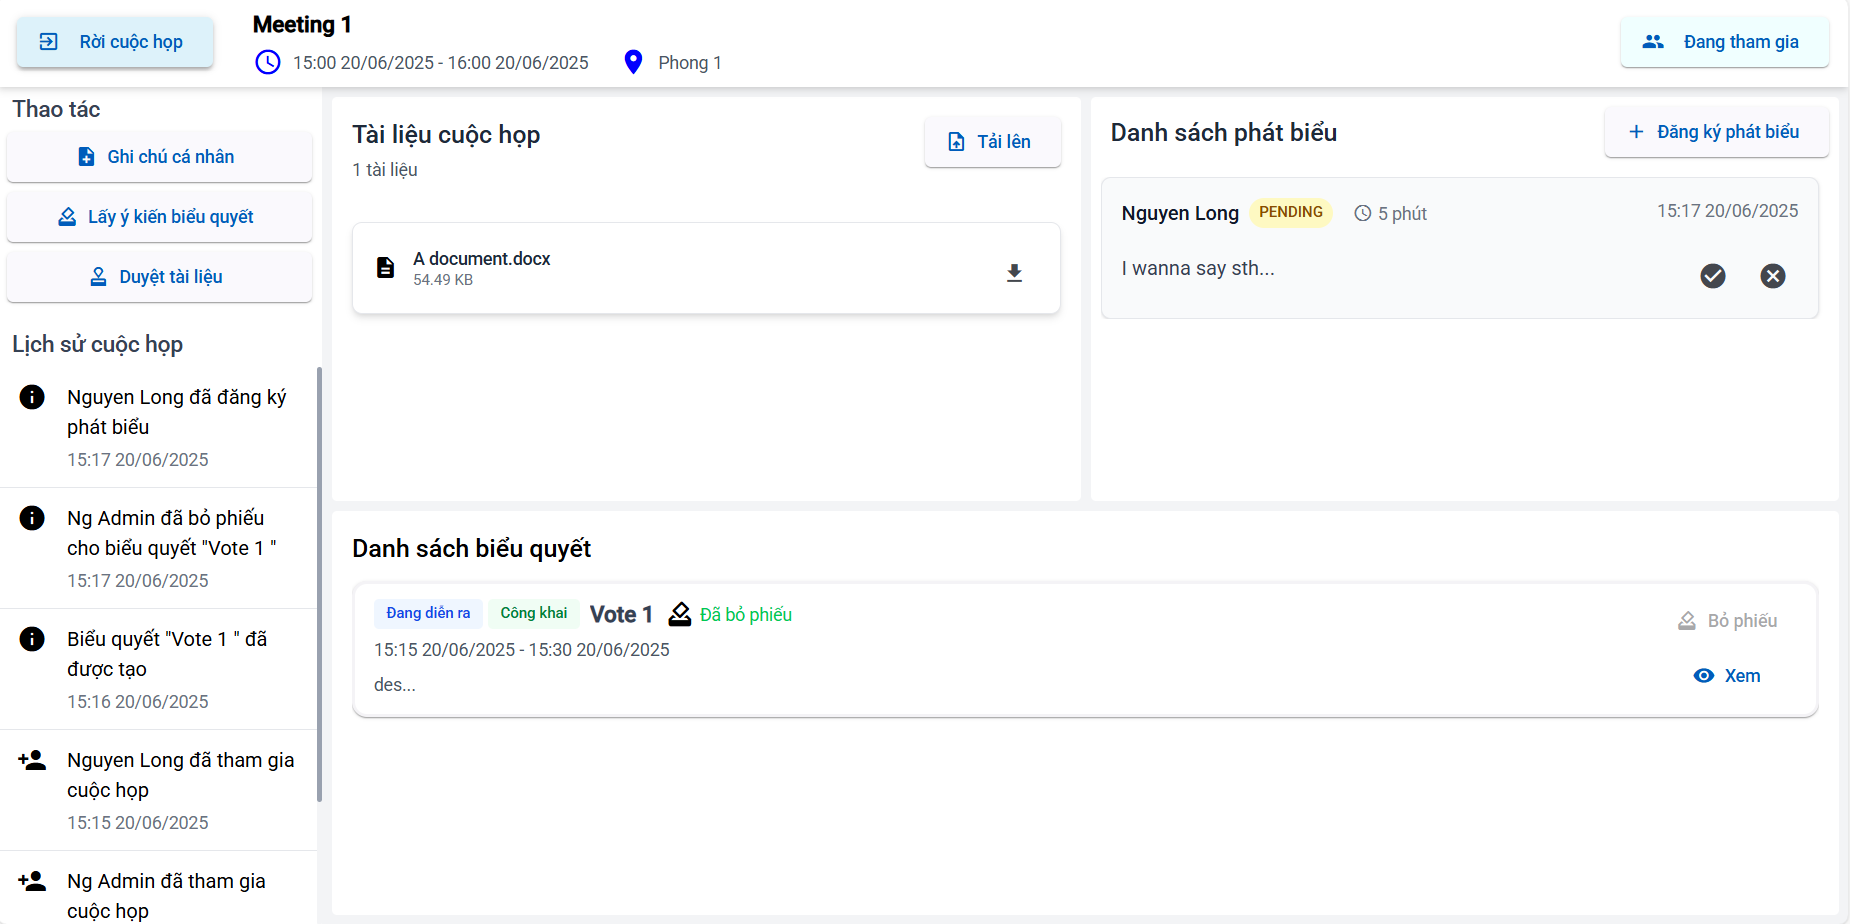 Rời cuộc họp
Meeting 1
15:00 20/06/2025 - 16:00 20/06/2025
Phong 1
Đang tham gia
Thao tác
Ghi chú cá nhân
Lấy ý kiến biểu quyết
Duyệt tài liệu
Lịch sử cuộc họp
Nguyen Long đã đăng ký
phát biểu
15:17 20/06/2025
Ng Admin đã bỏ phiếu
cho biểu quyết "Vote 1 "
15:17 20/06/2025
Biểu quyết "Vote 1 " đã
được tạo
15:16 20/06/2025
Nguyen Long đã tham gia
cuộc họp
15:15 20/06/2025
Ng Admin đã tham gia
cuộc họp
Tài liệu cuộc họp
1 tài liệu
Tải lên
A document.docx
54.49 KB
Danh sách phát biểu
Đăng ký phát biểu
Nguyen Long
PENDING
5 phút
15:17 20/06/2025
I wanna say sth...
Danh sách biểu quyết
Đang diễn ra
Công khai
Vote 1
Đã bỏ phiếu
15:15 20/06/2025 - 15:30 20/06/2025
des...
Bỏ phiếu
Xem